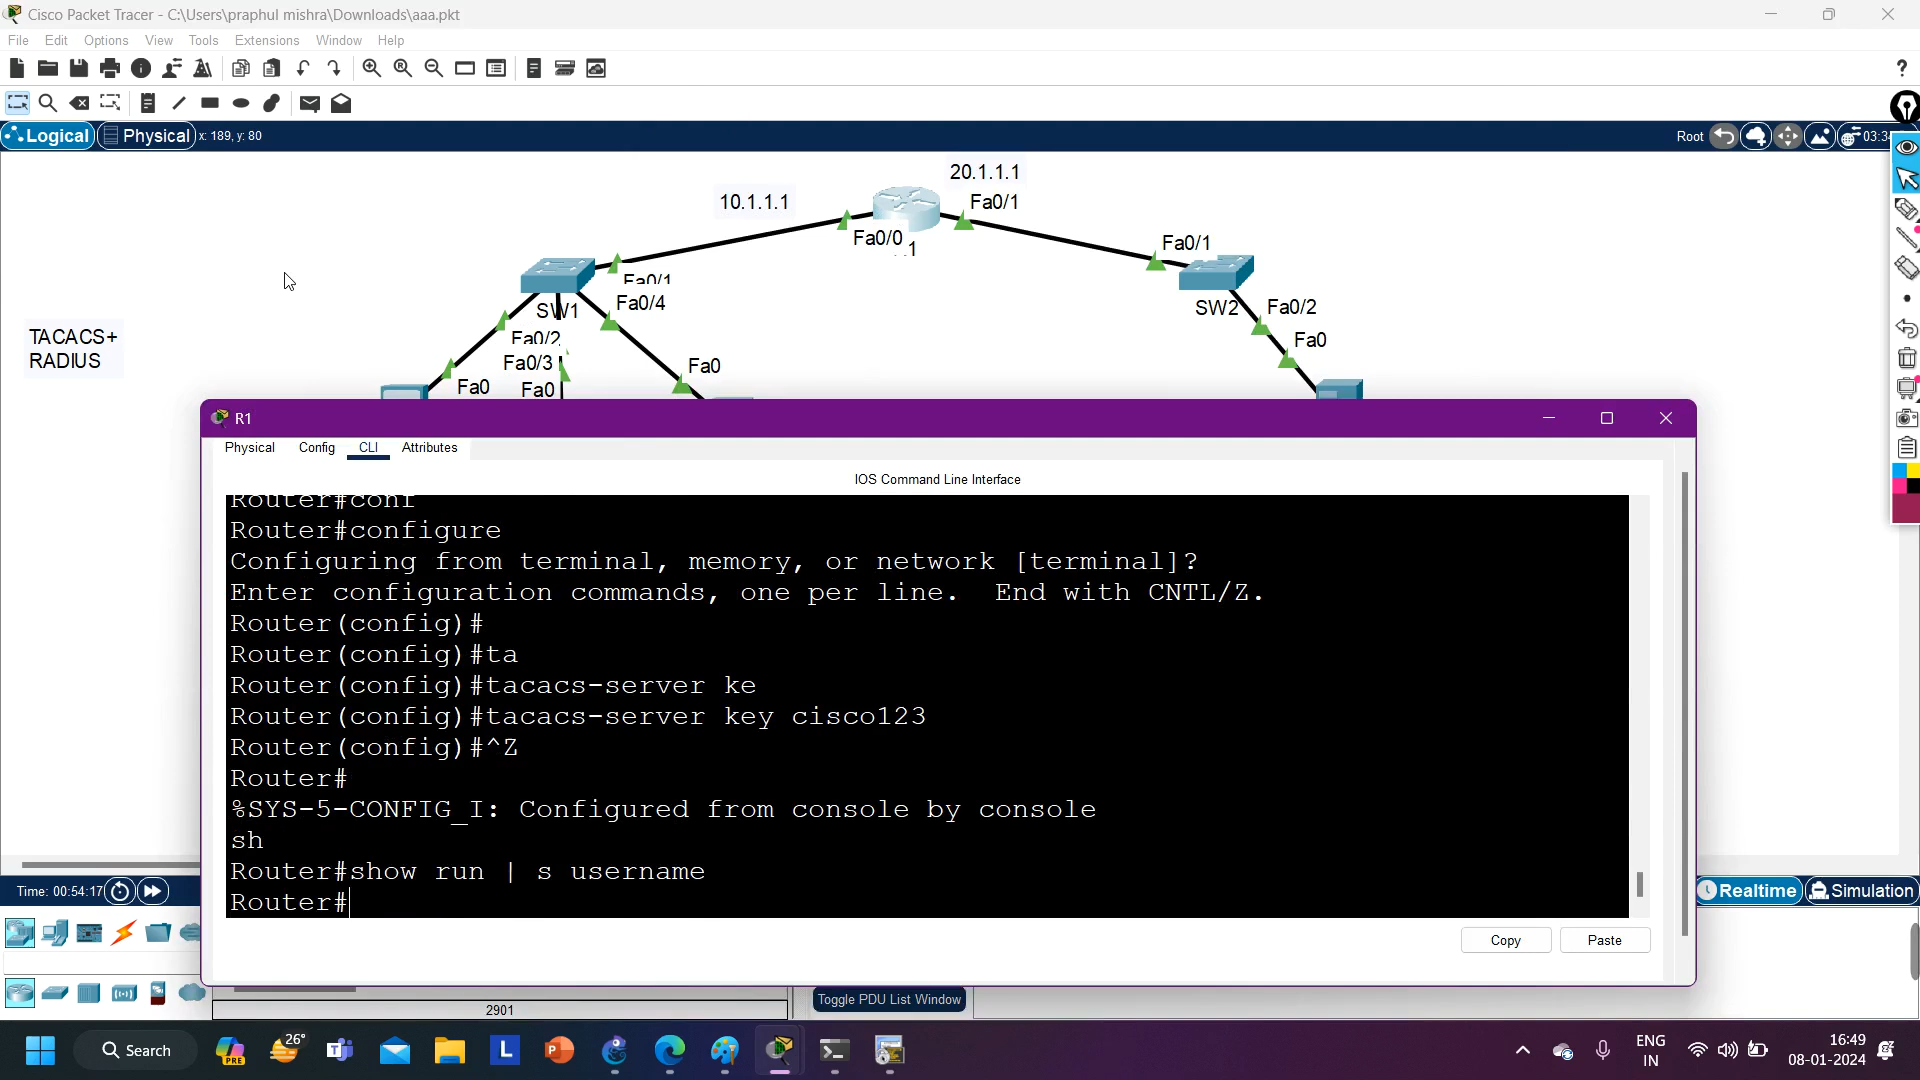 Cisco Packet Tracer - C:\Users\praphul mishra\Downloads\aaa.pkt
File Edit Options View Tools Extensions Window Help
?
Logical Physical x: 189, y: 80
Root
20.1.1.1
10.1.1.1
Fa0/1
Fa0/0
1
Fa0/1
Fa0/1
Fa0/4
SW1
SW2
Fa0/2
Fa0/2
Fa0
TACACS+
RADIUS
Fa0/3
Fa0
Fa0
Fa0
R1
Physical Config CLI Attributes
IOS Command Line Interface
Router#conf
Router#configure
Configuring from terminal, memory, or network [terminal]?
Enter configuration commands, one per line. End with CNTL/Z.
Router(config)#
Router(config)#ta
Router(config)#tacacs-server ke
Router(config)#tacacs-server key cisco123
Router(config)#^Z
Router#
%SYS-5-CONFIG_I: Configured from console by console
sh
Router#show run | s username
Router#
Copy Paste
Time: 00:54:17
Realtime Simulation
2901
Toggle PDU List Window
Search
PRE
26°
L
ENG
IN
16:49
08-01-2024